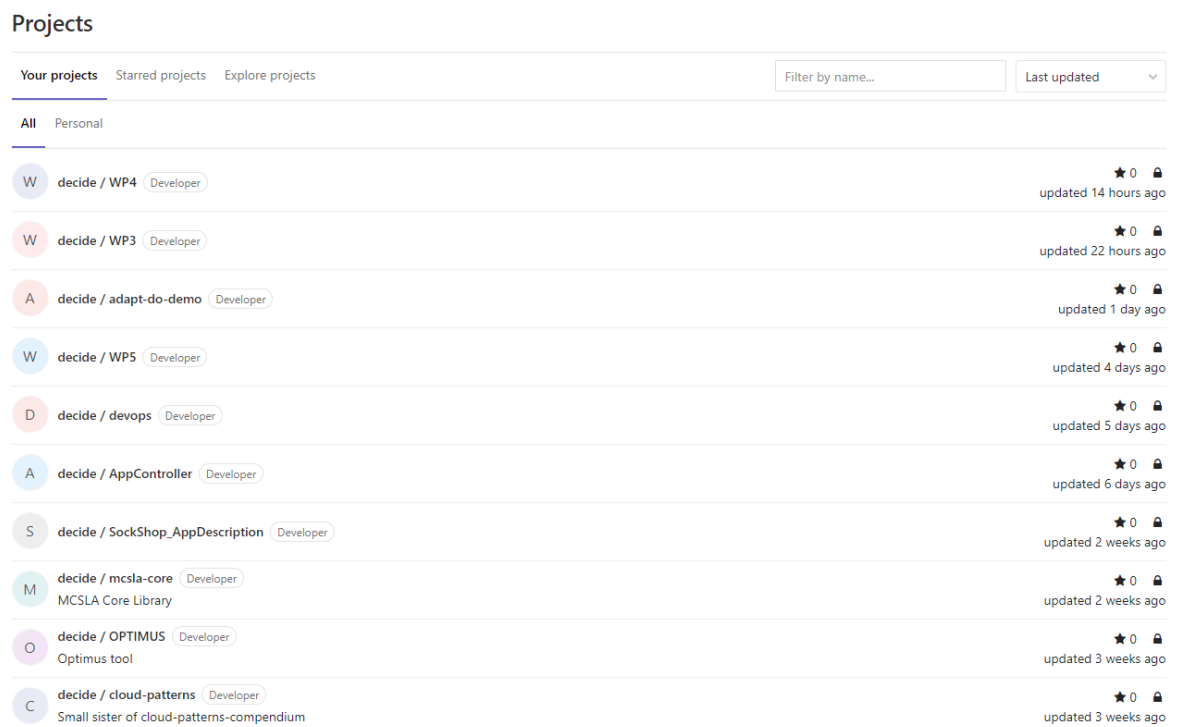 Projects
Your projects Starred projects Explore projects Filter by name... Last updated
All Personal
W decide / WP4 Developer 0
updated 14 hours ago
W decide / WP3 Developer 0
updated 22 hours ago
A decide / adapt-do-demo Developer 0
updated 1 day ago
W decide / WP5 Developer 0
updated 4 days ago
D decide / devops Developer 0
updated 5 days ago
A decide / AppController Developer 0
updated 6 days ago
S decide / SockShop_AppDescription Developer 0
updated 2 weeks ago
M decide / mcsla-core Developer 0
MCSLA Core Library updated 2 weeks ago
O decide / OPTIMUS Developer 0
Optimus tool updated 3 weeks ago
C decide / cloud-patterns Developer 0
Small sister of cloud-patterns-compendium updated 3 weeks ago